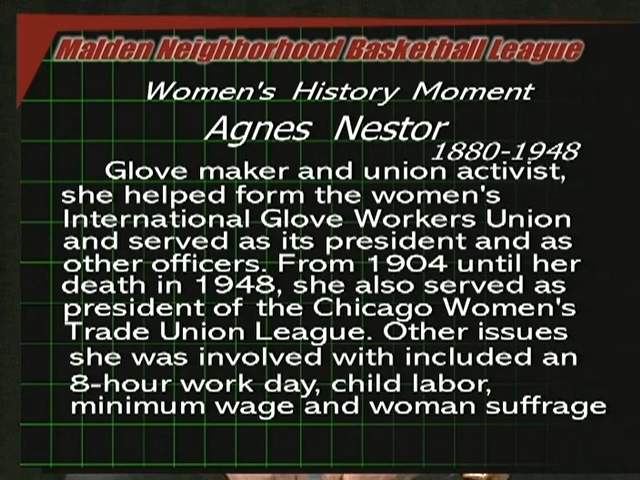 Malden Neighborhood Basketball League
Women's History Moment
Agnes Nestor
1880-1948
Glove maker and union activist,
she helped form the women's
International Glove Workers Union
and served as its president and as
other officers. From 1904 until her
death in 1948, she also served as
president of the Chicago Women's
Trade Union League. Other issues
she was involved with included an
8-hour work day, child labor,
minimum wage and woman suffrage